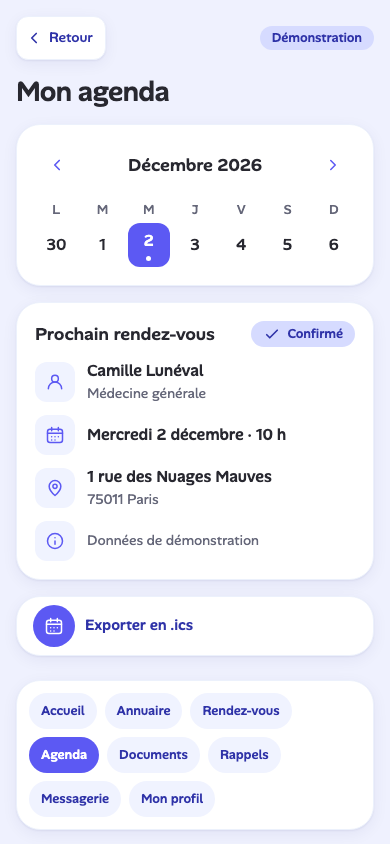 Retour
Démonstration
Mon agenda
Décembre 2026
L M M J V S D
30 1 2 3 4 5 6
Prochain rendez-vous
Confirmé
Camille Lunéval
Médecine générale
Mercredi 2 décembre · 10 h
1 rue des Nuages Mauves
75011 Paris
Données de démonstration
Exporter en .ics
Accueil Annuaire Rendez-vous
Agenda Documents Rappels
Messagerie Mon profil